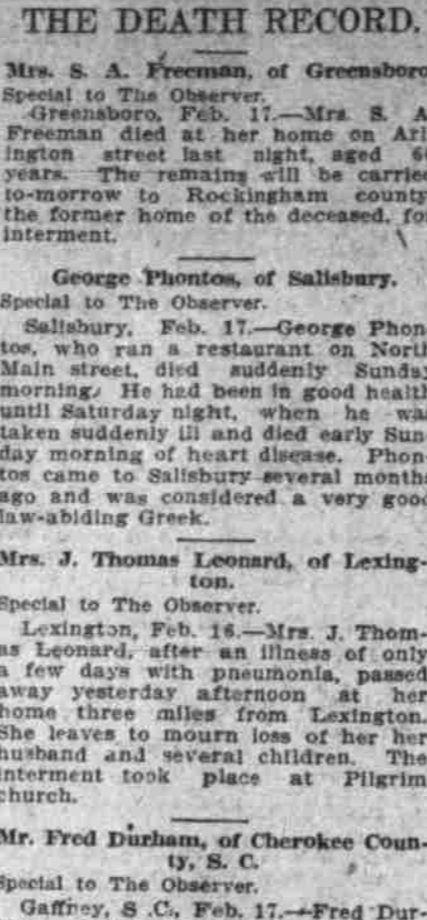 THE DEATH RECORD.
Mrs. S. A. Freeman, of Greensboro
Special to The Observer.
Greensboro, Feb. 17.—Mrs. S. A.
Freeman died at her home on Arl
ington street last night, aged 6
years. The remains will be carried
to-morrow to Rockingham county
the former home of the deceased, for
interment.
George Phontos, of Salisbury.
Special to The Observer.
Salisbury, Feb. 17.—George Phon-
tos, who ran a restaurant on North
Main street, died suddenly Sunday
morning. He had been in good health
until Saturday night, when he was
taken suddenly ill and died early Sun-
day morning of heart disease. Phon-
tos came to Salisbury several months
ago and was considered a very good
law-abiding Greek.
Mrs. J. Thomas Leonard, of Lexing-
ton.
Special to The Observer.
Lexington, Feb. 16.—Mrs. J. Thom-
as Leonard, after an illness of only
a few days with pneumonia, passed
away yesterday afternoon at her
home three miles from Lexington.
She leaves to mourn loss of her her
husband and several children. The
interment took place at Pilgrim
church.
Mr. Fred Durham, of Cherokee Coun-
ty, S. C.
Special to The Observer.
Gaffney, S .C., Feb. 17.—Fred Dur-